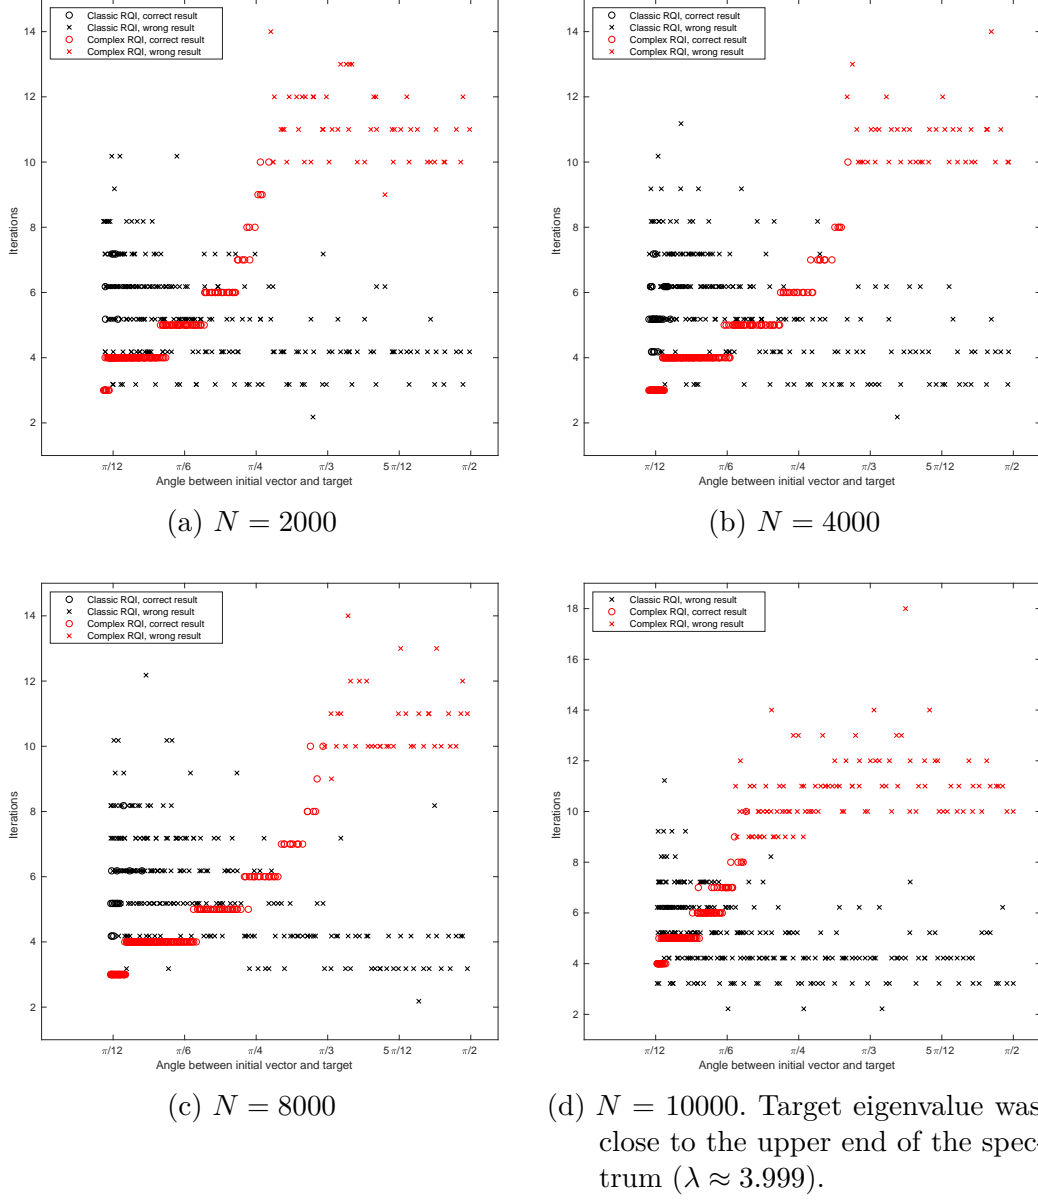 14
12
10
8
6
4
2
Iterations
Classic RQI, correct result
Classic RQI, wrong result
Complex RQI, correct result
Complex RQI, wrong result
π/12 π/6 π/4 π/3 5π/12 π/2
Angle between initial vector and target
(a) N = 2000
14
12
10
8
6
4
2
Iterations
Classic RQI, correct result
Classic RQI, wrong result
Complex RQI, correct result
Complex RQI, wrong result
π/12 π/6 π/4 π/3 5π/12 π/2
Angle between initial vector and target
(b) N = 4000
14
12
10
8
6
4
2
Iterations
Classic RQI, correct result
Classic RQI, wrong result
Complex RQI, correct result
Complex RQI, wrong result
π/12 π/6 π/4 π/3 5π/12 π/2
Angle between initial vector and target
(c) N = 8000
18
16
14
12
10
8
6
4
2
Iterations
Classic RQI, wrong result
Complex RQI, correct result
Complex RQI, wrong result
π/12 π/6 π/4 π/3 5π/12 π/2
Angle between initial vector and target
(d) N = 10000. Target eigenvalue was
close to the upper end of the spec-
trum (λ ≈ 3.999).